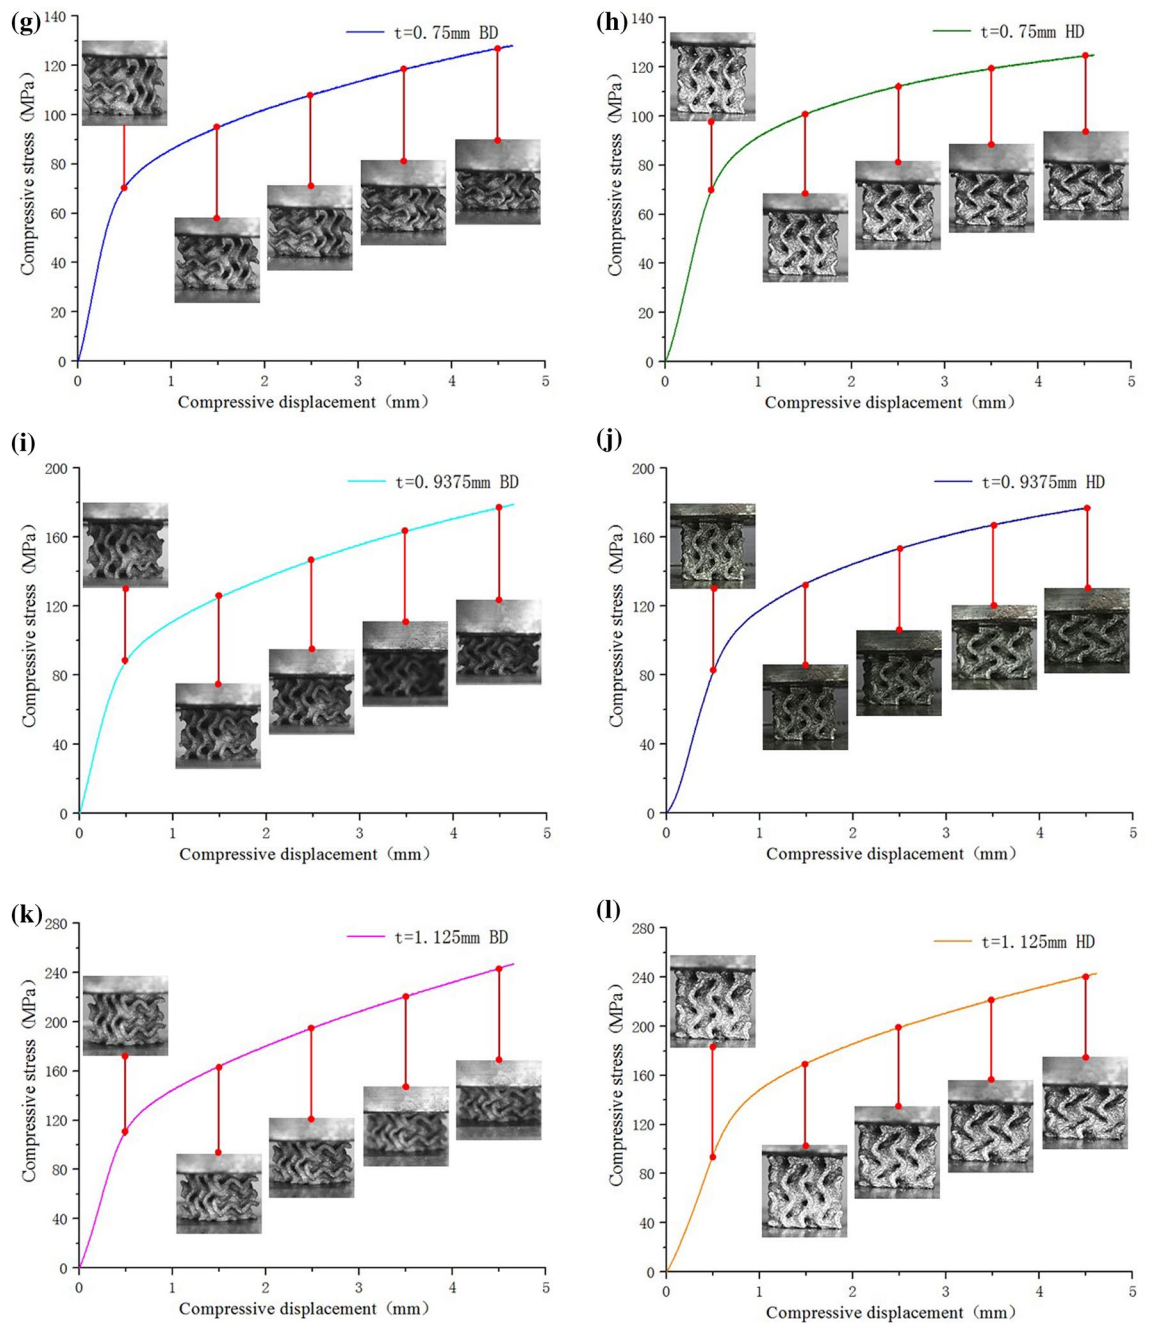 (g)
t=0.75mm BD
Compressive stress (MPa)
140
120
100
80
60
40
20
0
0 1 2 3 4 5
Compressive displacement (mm)
(h)
t=0.75mm HD
Compressive stress (MPa)
140
120
100
80
60
40
20
0
0 1 2 3 4 5
Compressive displacement (mm)
(i)
t=0.9375mm BD
Compressive stress (MPa)
200
160
120
80
40
0
0 1 2 3 4 5
Compressive displacement (mm)
(j)
t=0.9375mm HD
Compressive stress (MPa)
200
160
120
80
40
0
0 1 2 3 4 5
Compressive displacement (mm)
(k)
t=1.125mm BD
Compressive stress (MPa)
280
240
200
160
120
80
40
0
0 1 2 3 4 5
Compressive displacement (mm)
(l)
t=1.125mm HD
Compressive stress (MPa)
280
240
200
160
120
80
40
0
0 1 2 3 4 5
Compressive displacement (mm)